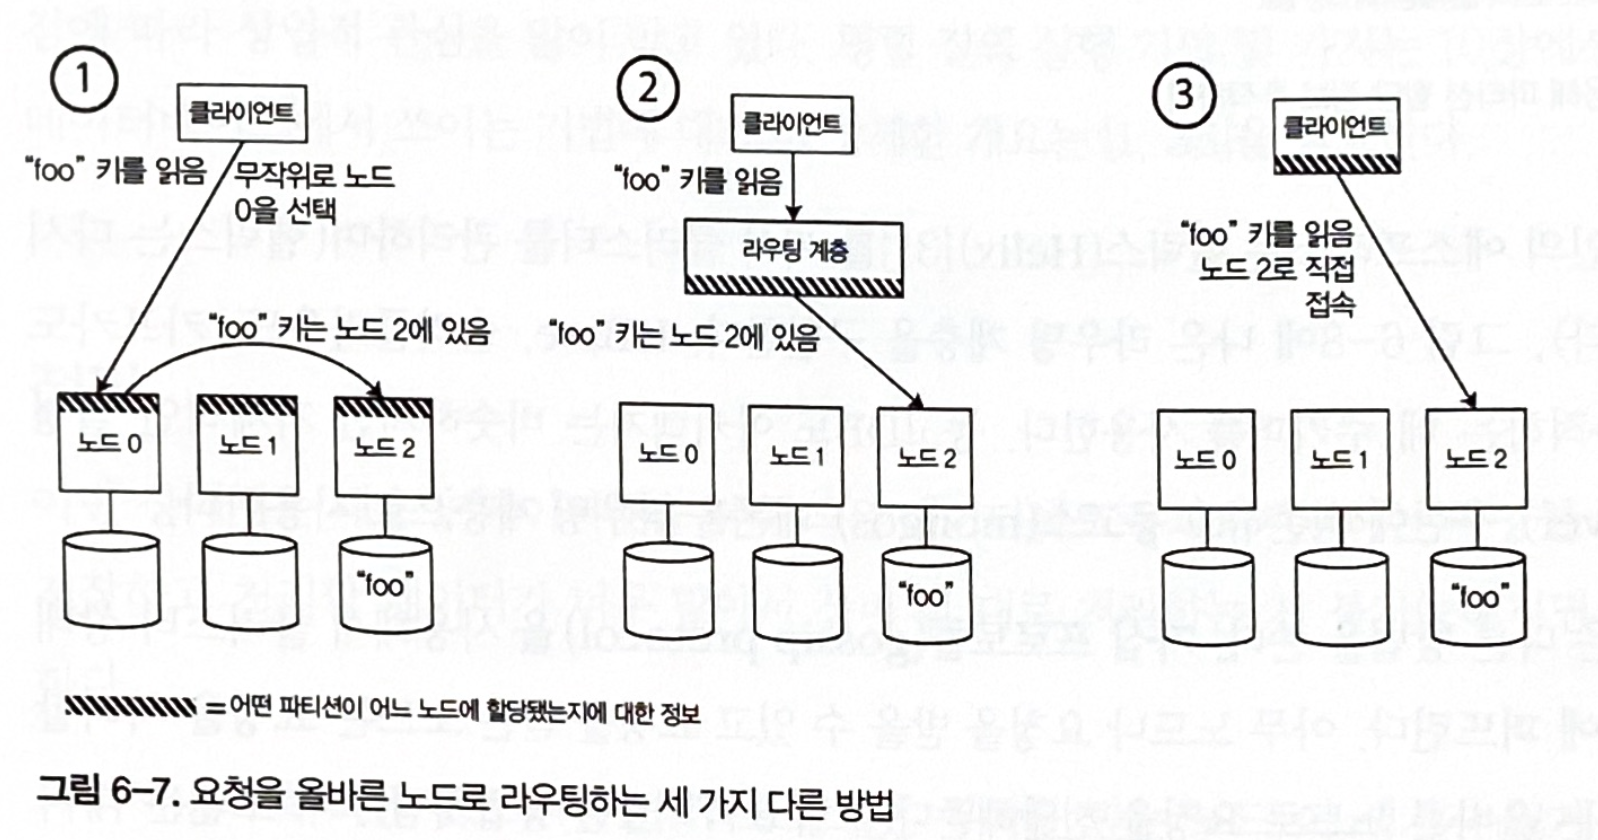 1
클라이언트
“foo” 키를 읽음
무작위로 노드
0을 선택
“foo” 키는 노드 2에 있음
노드 0
노드 1
노드 2
“foo”
2
클라이언트
“foo” 키를 읽음
라우팅 계층
“foo” 키는 노드 2에 있음
노드 0
노드 1
노드 2
“foo”
3
클라이언트
“foo” 키를 읽음
노드 2로 직접
접속
노드 0
노드 1
노드 2
“foo”
= 어떤 파티션이 어느 노드에 할당됐는지에 대한 정보
그림 6-7. 요청을 올바른 노드로 라우팅하는 세 가지 다른 방법